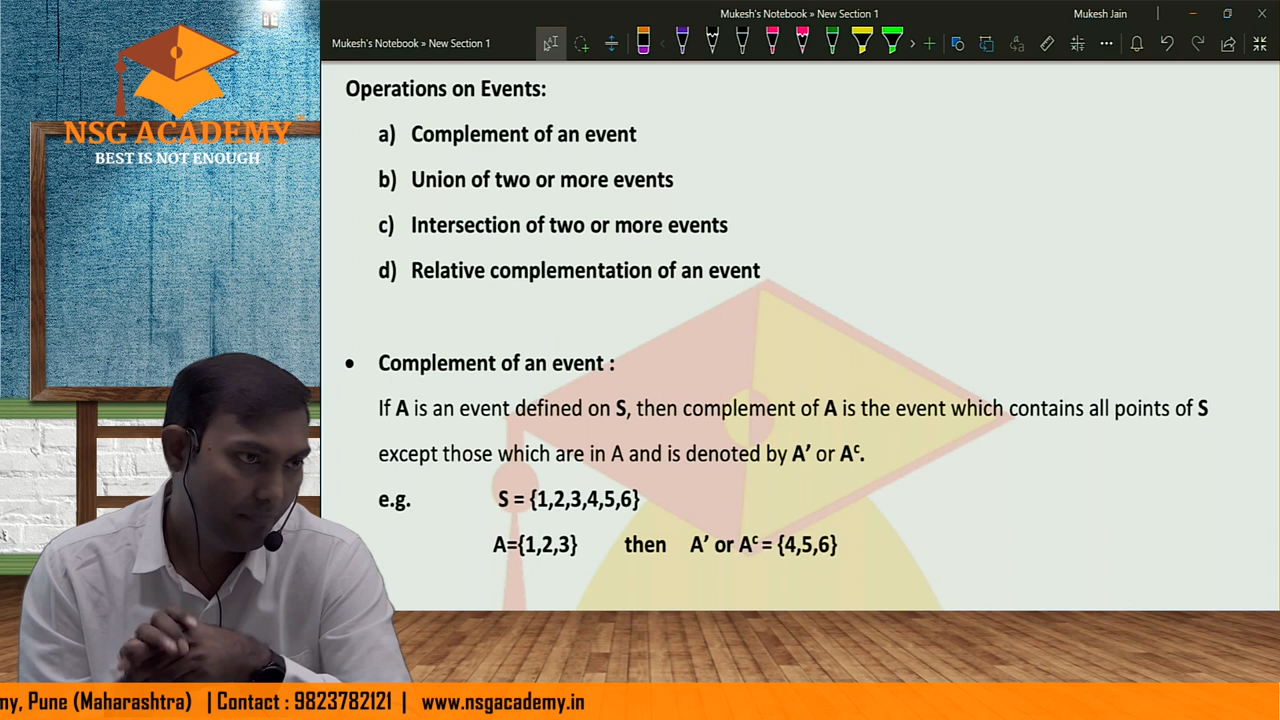 Mukesh's Notebook » New Section 1
Mukesh Jain
Mukesh's Notebook » New Section 1
NSG ACADEMY
BEST IS NOT ENOUGH
Operations on Events:
a) Complement of an event
b) Union of two or more events
c) Intersection of two or more events
d) Relative complementation of an event
• Complement of an event :
If A is an event defined on S, then complement of A is the event which contains all points of S
except those which are in A and is denoted by A’ or Aᶜ.
e.g. S = {1,2,3,4,5,6}
A={1,2,3} then A’ or Aᶜ = {4,5,6}
ny, Pune (Maharashtra) | Contact : 9823782121 | www.nsgacademy.in